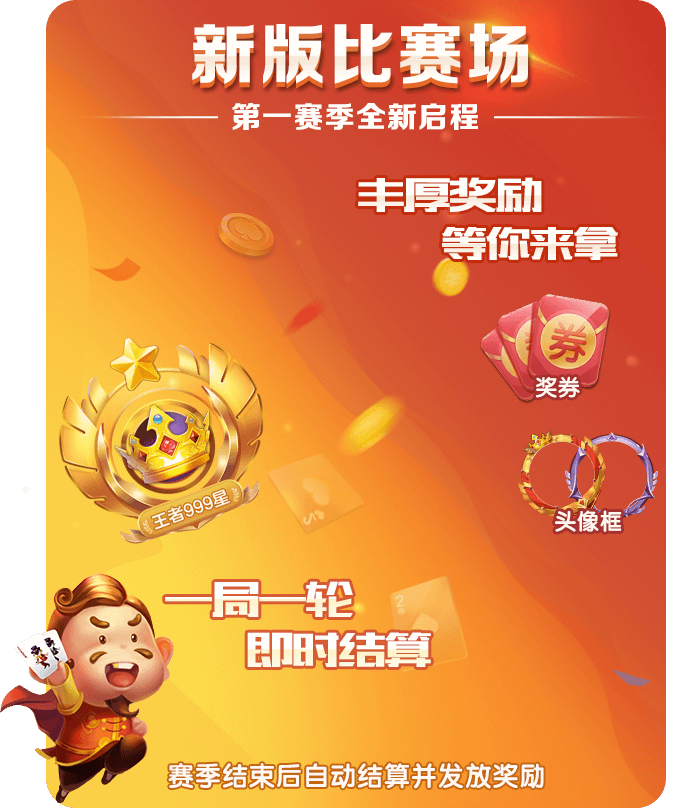 新版比赛场
第一赛季全新启程
丰厚奖励
等你来拿
券
奖券
王者999星
头像框
一局一轮
即时结算
赛季结束后自动结算并发放奖励